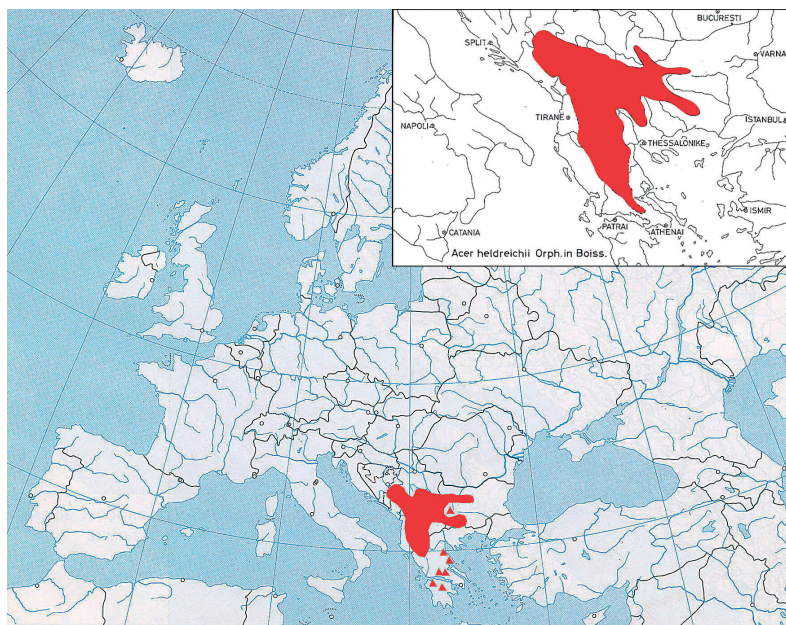 BUCURESTI
SPLIT
VARNA
TIRANE
ISTANBUL
NAPOLI
THESSALONIKE
ISMIR
PATRAI
ATHENAI
CATANIA
Acer heldreichii Orph. in Boiss.